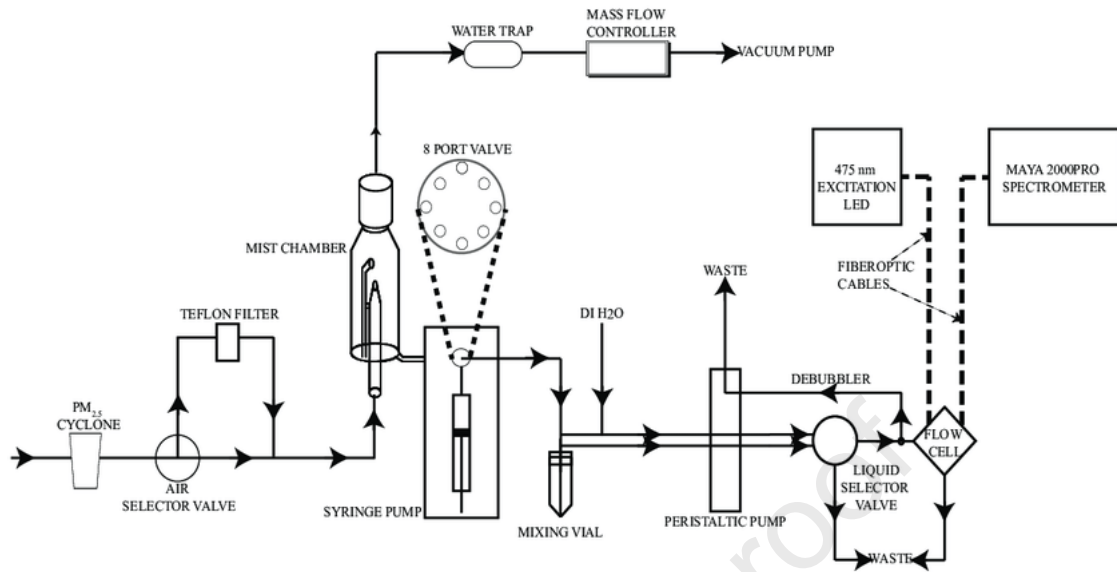 MASS FLOW
CONTROLLER
WATER TRAP
VACUUM PUMP
8 PORT VALVE
475 nm
EXCITATION
LED
MAYA 2000PRO
SPECTROMETER
MIST CHAMBER
FIBEROPTIC
CABLES
WASTE
DI H2O
TEFLON FILTER
DEBUBBLER
PM2.5
CYCLONE
FLOW
CELL
AIR
SELECTOR VALVE
LIQUID
SELECTOR
VALVE
SYRINGE PUMP
MIXING VIAL
PERISTALTIC PUMP
WASTE
roof